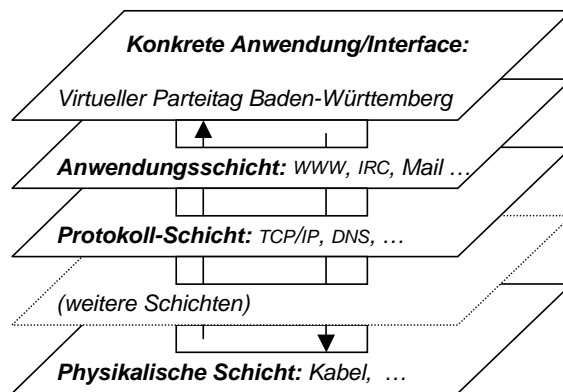 Konkrete Anwendung/Interface:
Virtueller Parteitag Baden-Württemberg
Anwendungsschicht: WWW, IRC, Mail …
Protokoll-Schicht: TCP/IP, DNS, …
(weitere Schichten)
Physikalische Schicht: Kabel, …